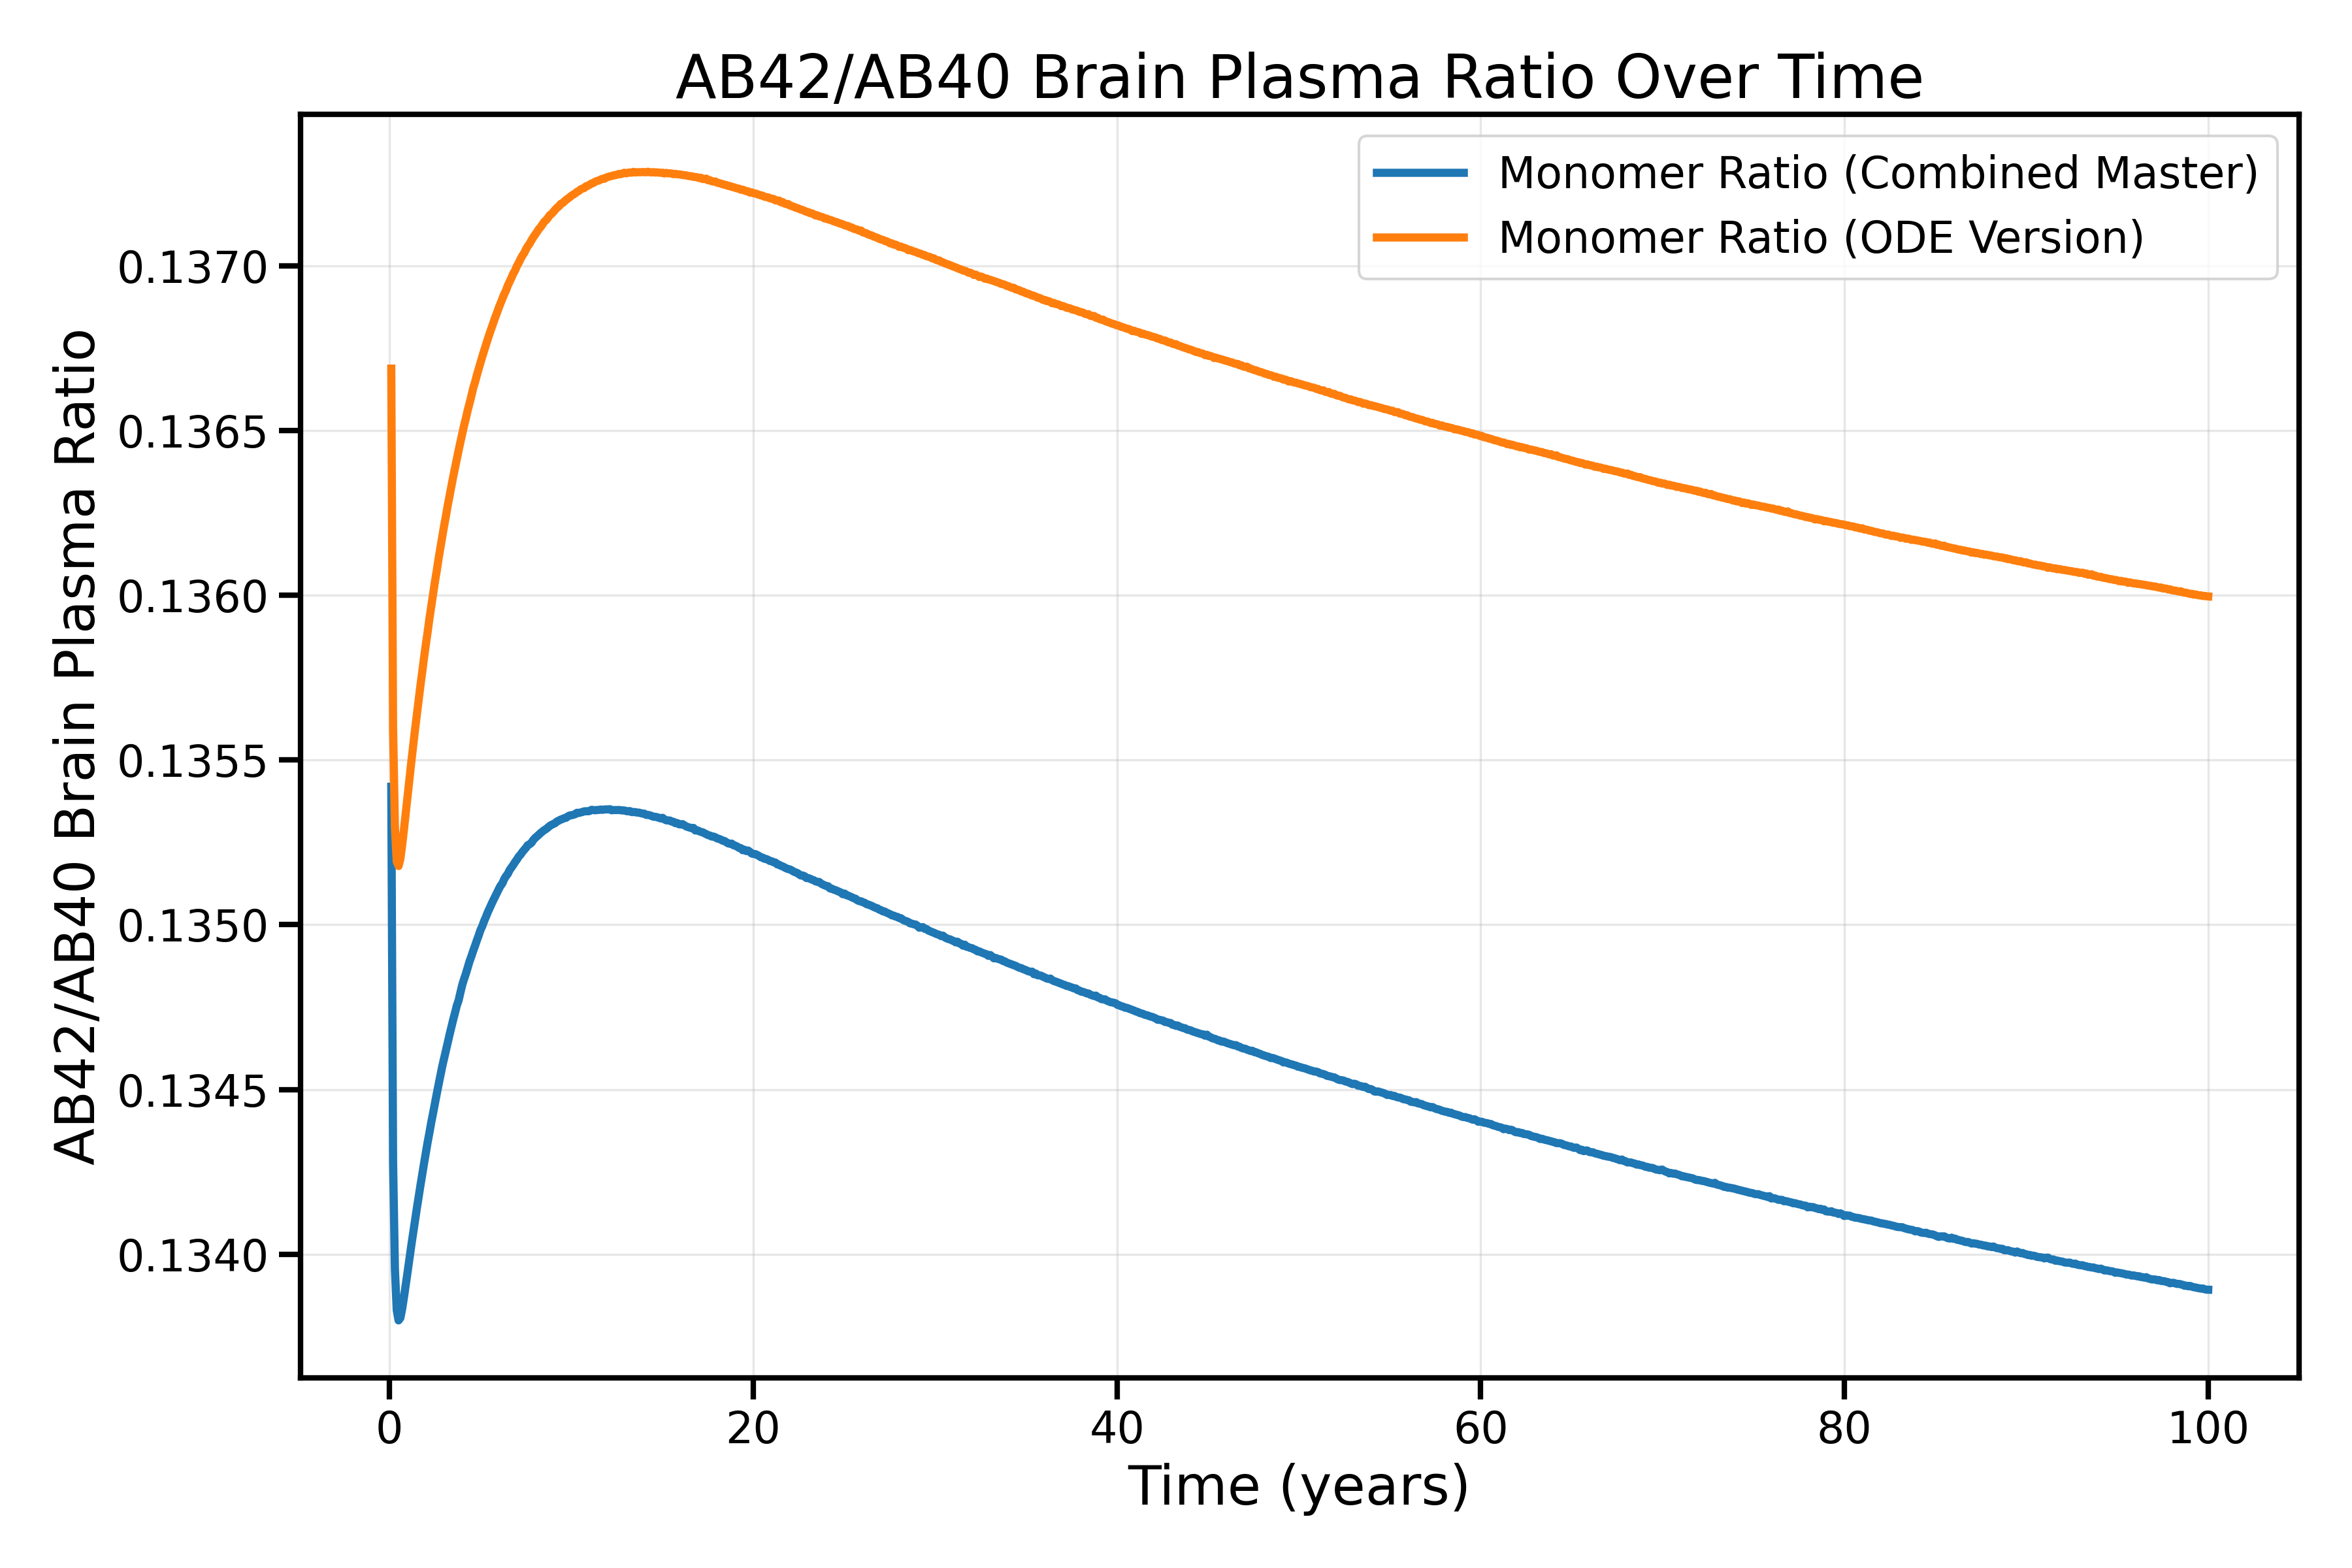 AB42/AB40 Brain Plasma Ratio Over Time
Monomer Ratio (Combined Master)
Monomer Ratio (ODE Version)
AB42/AB40 Brain Plasma Ratio
0.1370
0.1365
0.1360
0.1355
0.1350
0.1345
0.1340
0 20 40 60 80 100
Time (years)